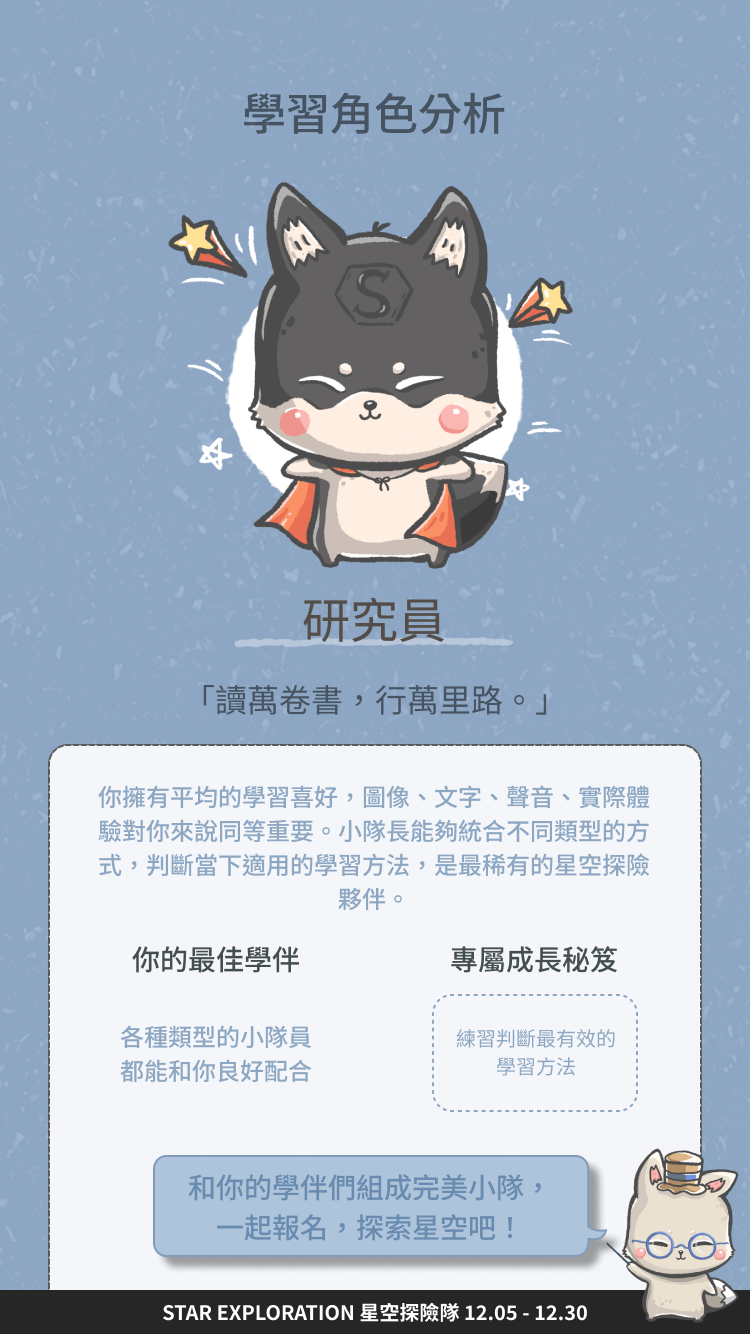 學習角色分析
S
研究員
「讀萬卷書，行萬里路。」
你擁有平均的學習喜好，圖像、文字、聲音、實際體
驗對你來說同等重要。小隊長能夠統合不同類型的方
式，判斷當下適用的學習方法，是最稀有的星空探險
夥伴。
你的最佳學伴
各種類型的小隊員
都能和你良好配合
專屬成長秘笈
練習判斷最有效的
學習方法
和你的學伴們組成完美小隊，
一起報名，探索星空吧！
STAR EXPLORATION 星空探險隊 12.05 - 12.30